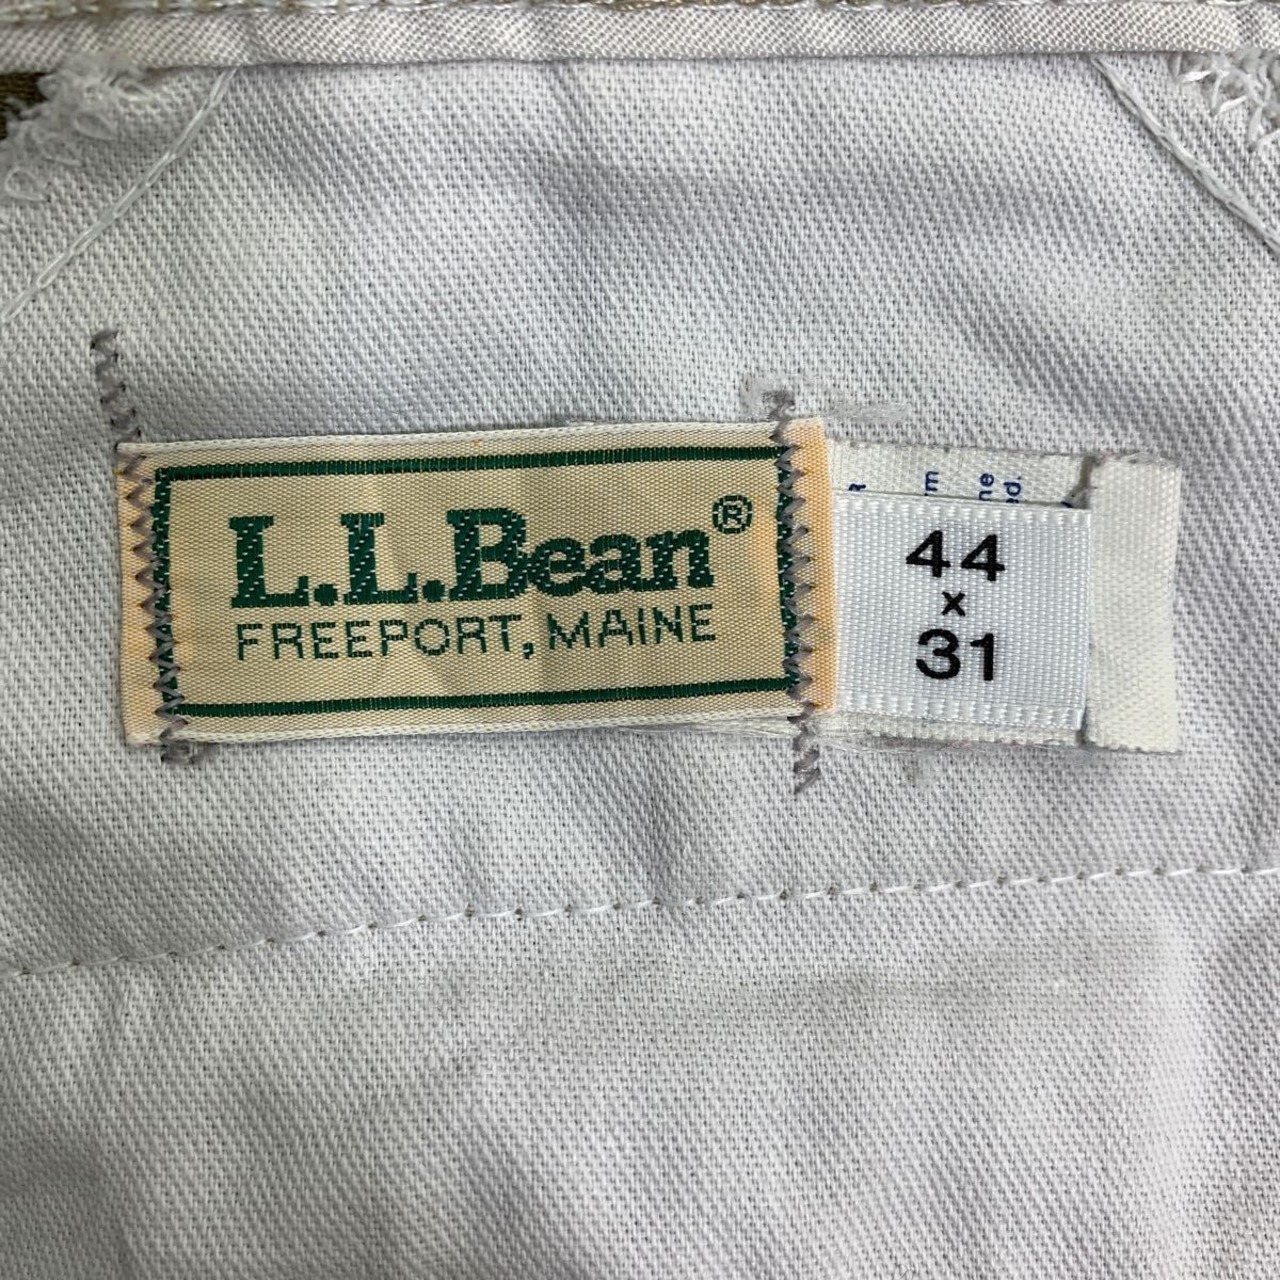 L.L.Bean®
FREEPORT, MAINE
44
x
31